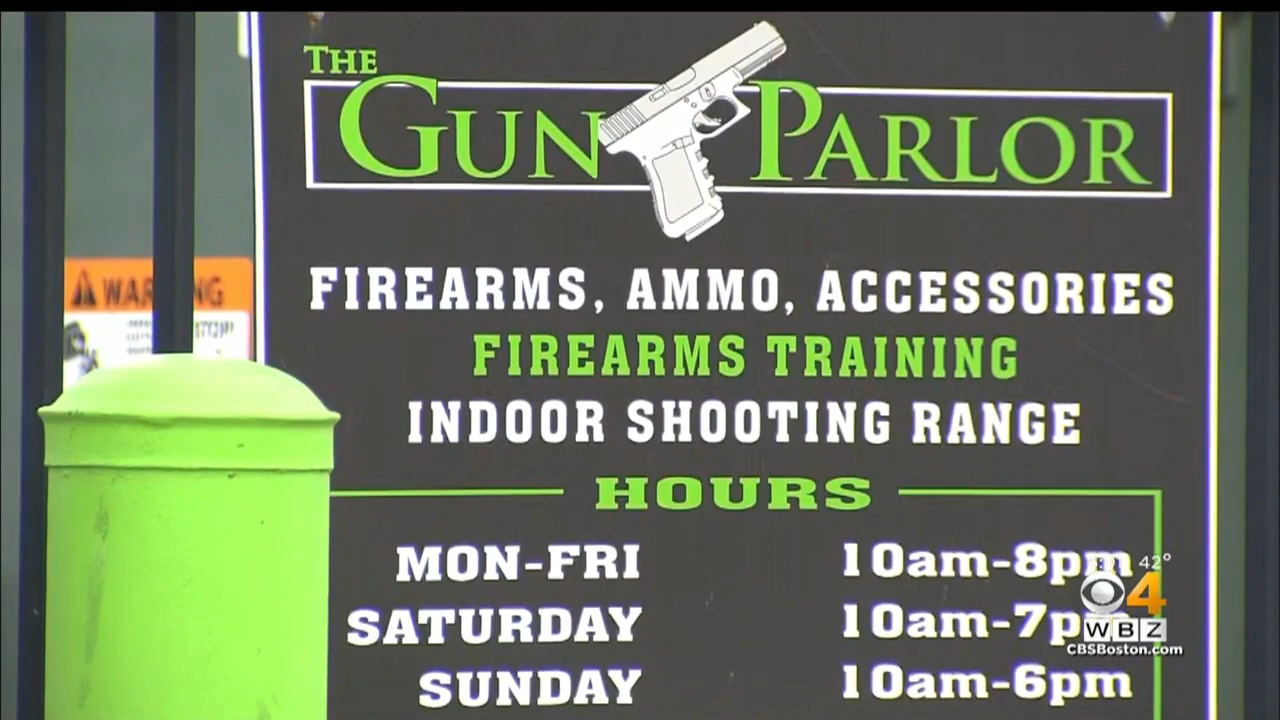 THE
GUN PARLOR
FIREARMS, AMMO, ACCESSORIES
FIREARMS TRAINING
INDOOR SHOOTING RANGE
HOURS
MON-FRI 10am-8pm
SATURDAY 10am-7pm
SUNDAY 10am-6pm
WARNING
42°
4
WBZ
CBSBoston.com